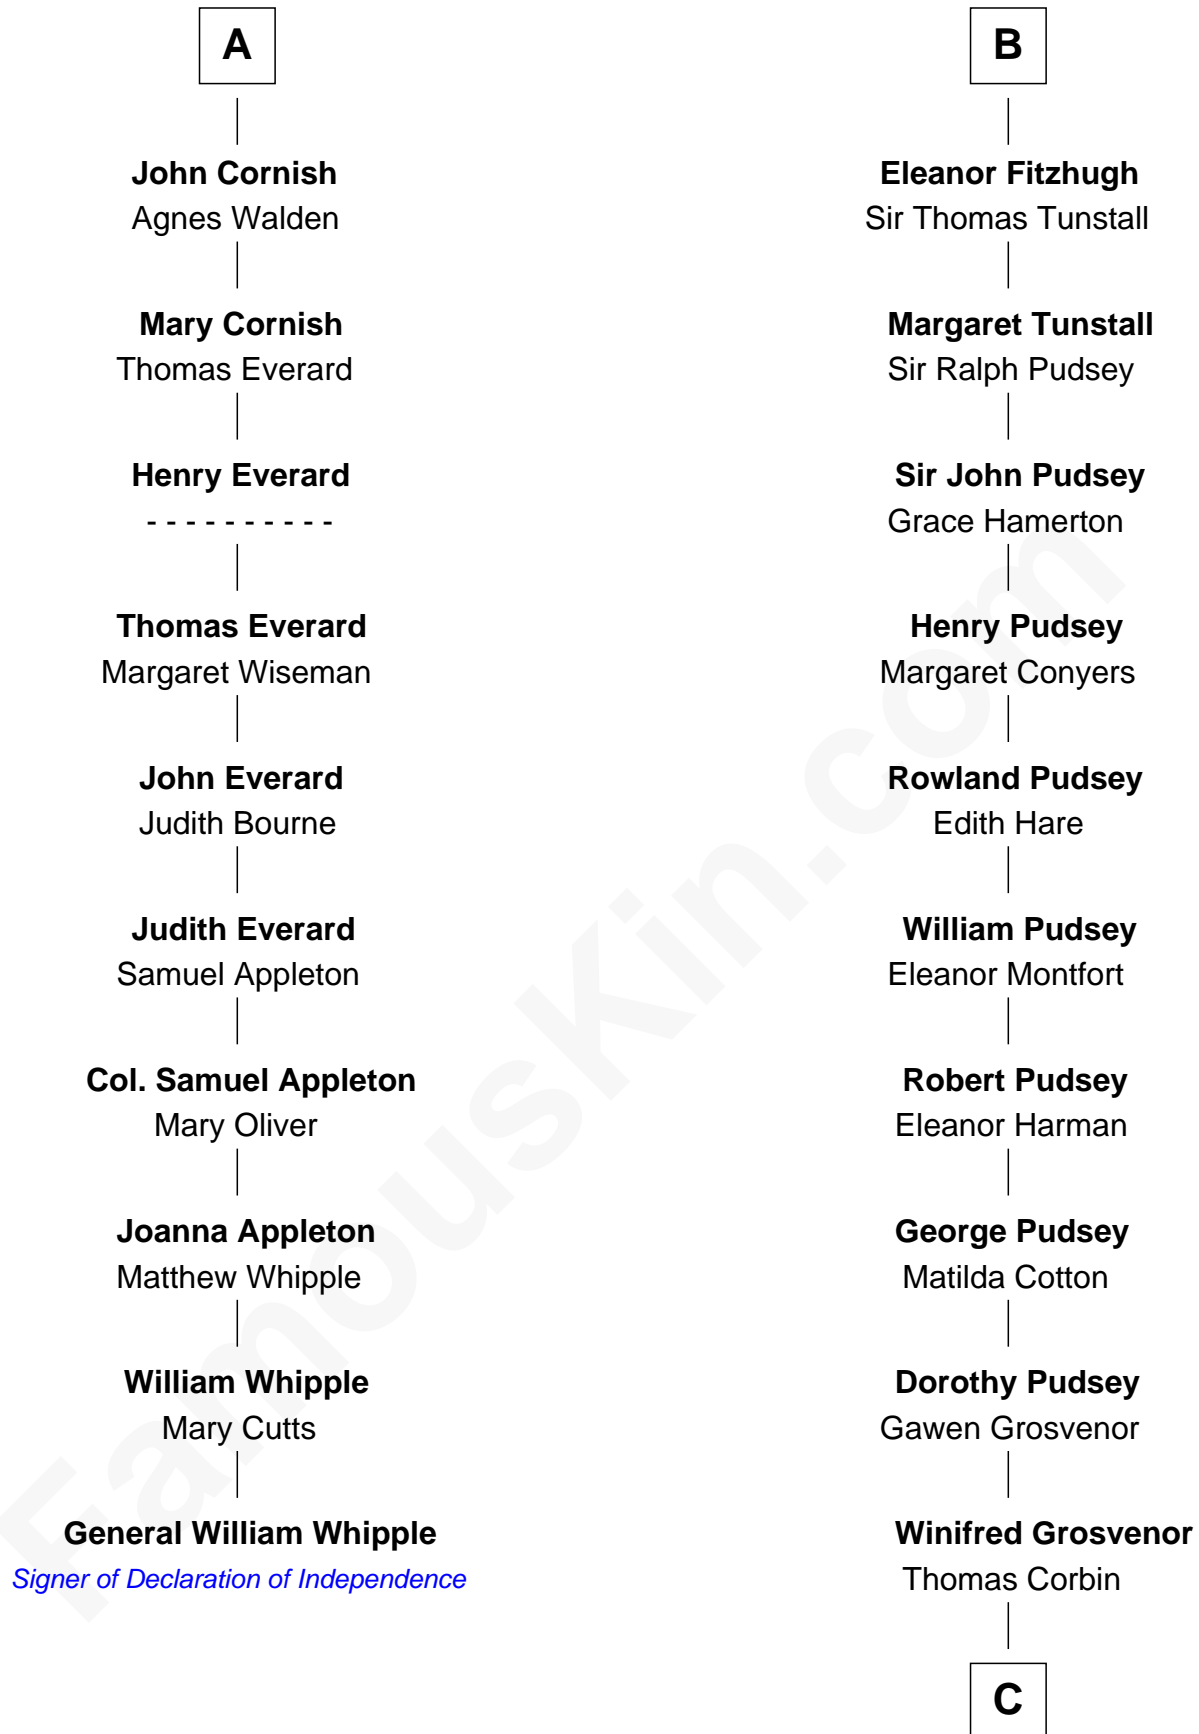 A
John Cornish
Agnes Walden
Mary Cornish
Thomas Everard
Henry Everard
- - - - - - - - - -
Thomas Everard
Margaret Wiseman
John Everard
Judith Bourne
Judith Everard
Samuel Appleton
Col. Samuel Appleton
Mary Oliver
Joanna Appleton
Matthew Whipple
William Whipple
Mary Cutts
General William Whipple
Signer of Declaration of Independence
B
Eleanor Fitzhugh
Sir Thomas Tunstall
Margaret Tunstall
Sir Ralph Pudsey
Sir John Pudsey
Grace Hamerton
Henry Pudsey
Margaret Conyers
Rowland Pudsey
Edith Hare
William Pudsey
Eleanor Montfort
Robert Pudsey
Eleanor Harman
George Pudsey
Matilda Cotton
Dorothy Pudsey
Gawen Grosvenor
Winifred Grosvenor
Thomas Corbin
C
FamousKin.com